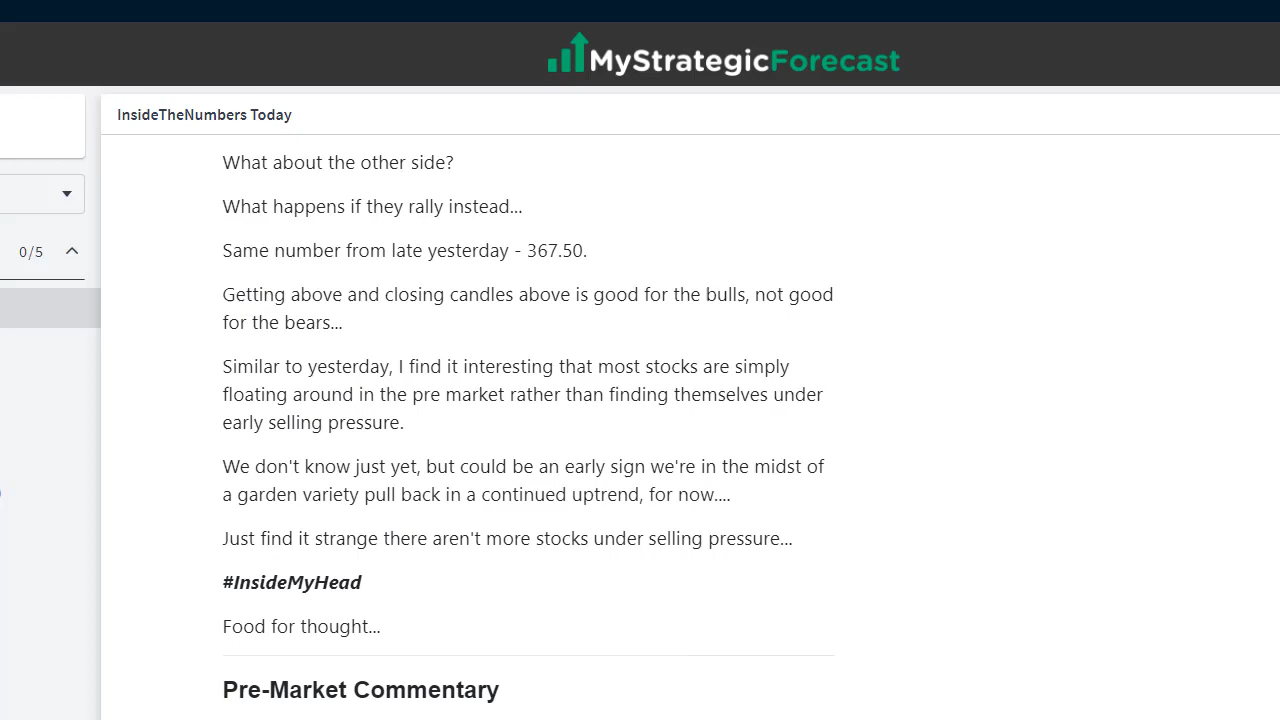 MyStrategicForecast
InsideTheNumbers Today
What about the other side?
What happens if they rally instead...
0/5
Same number from late yesterday - 367.50.
Getting above and closing candles above is good for the bulls, not good
for the bears...
Similar to yesterday, I find it interesting that most stocks are simply
floating around in the pre market rather than finding themselves under
early selling pressure.
We don't know just yet, but could be an early sign we're in the midst of
a garden variety pull back in a continued uptrend, for now....
Just find it strange there aren't more stocks under selling pressure...
#InsideMyHead
Food for thought...
Pre-Market Commentary